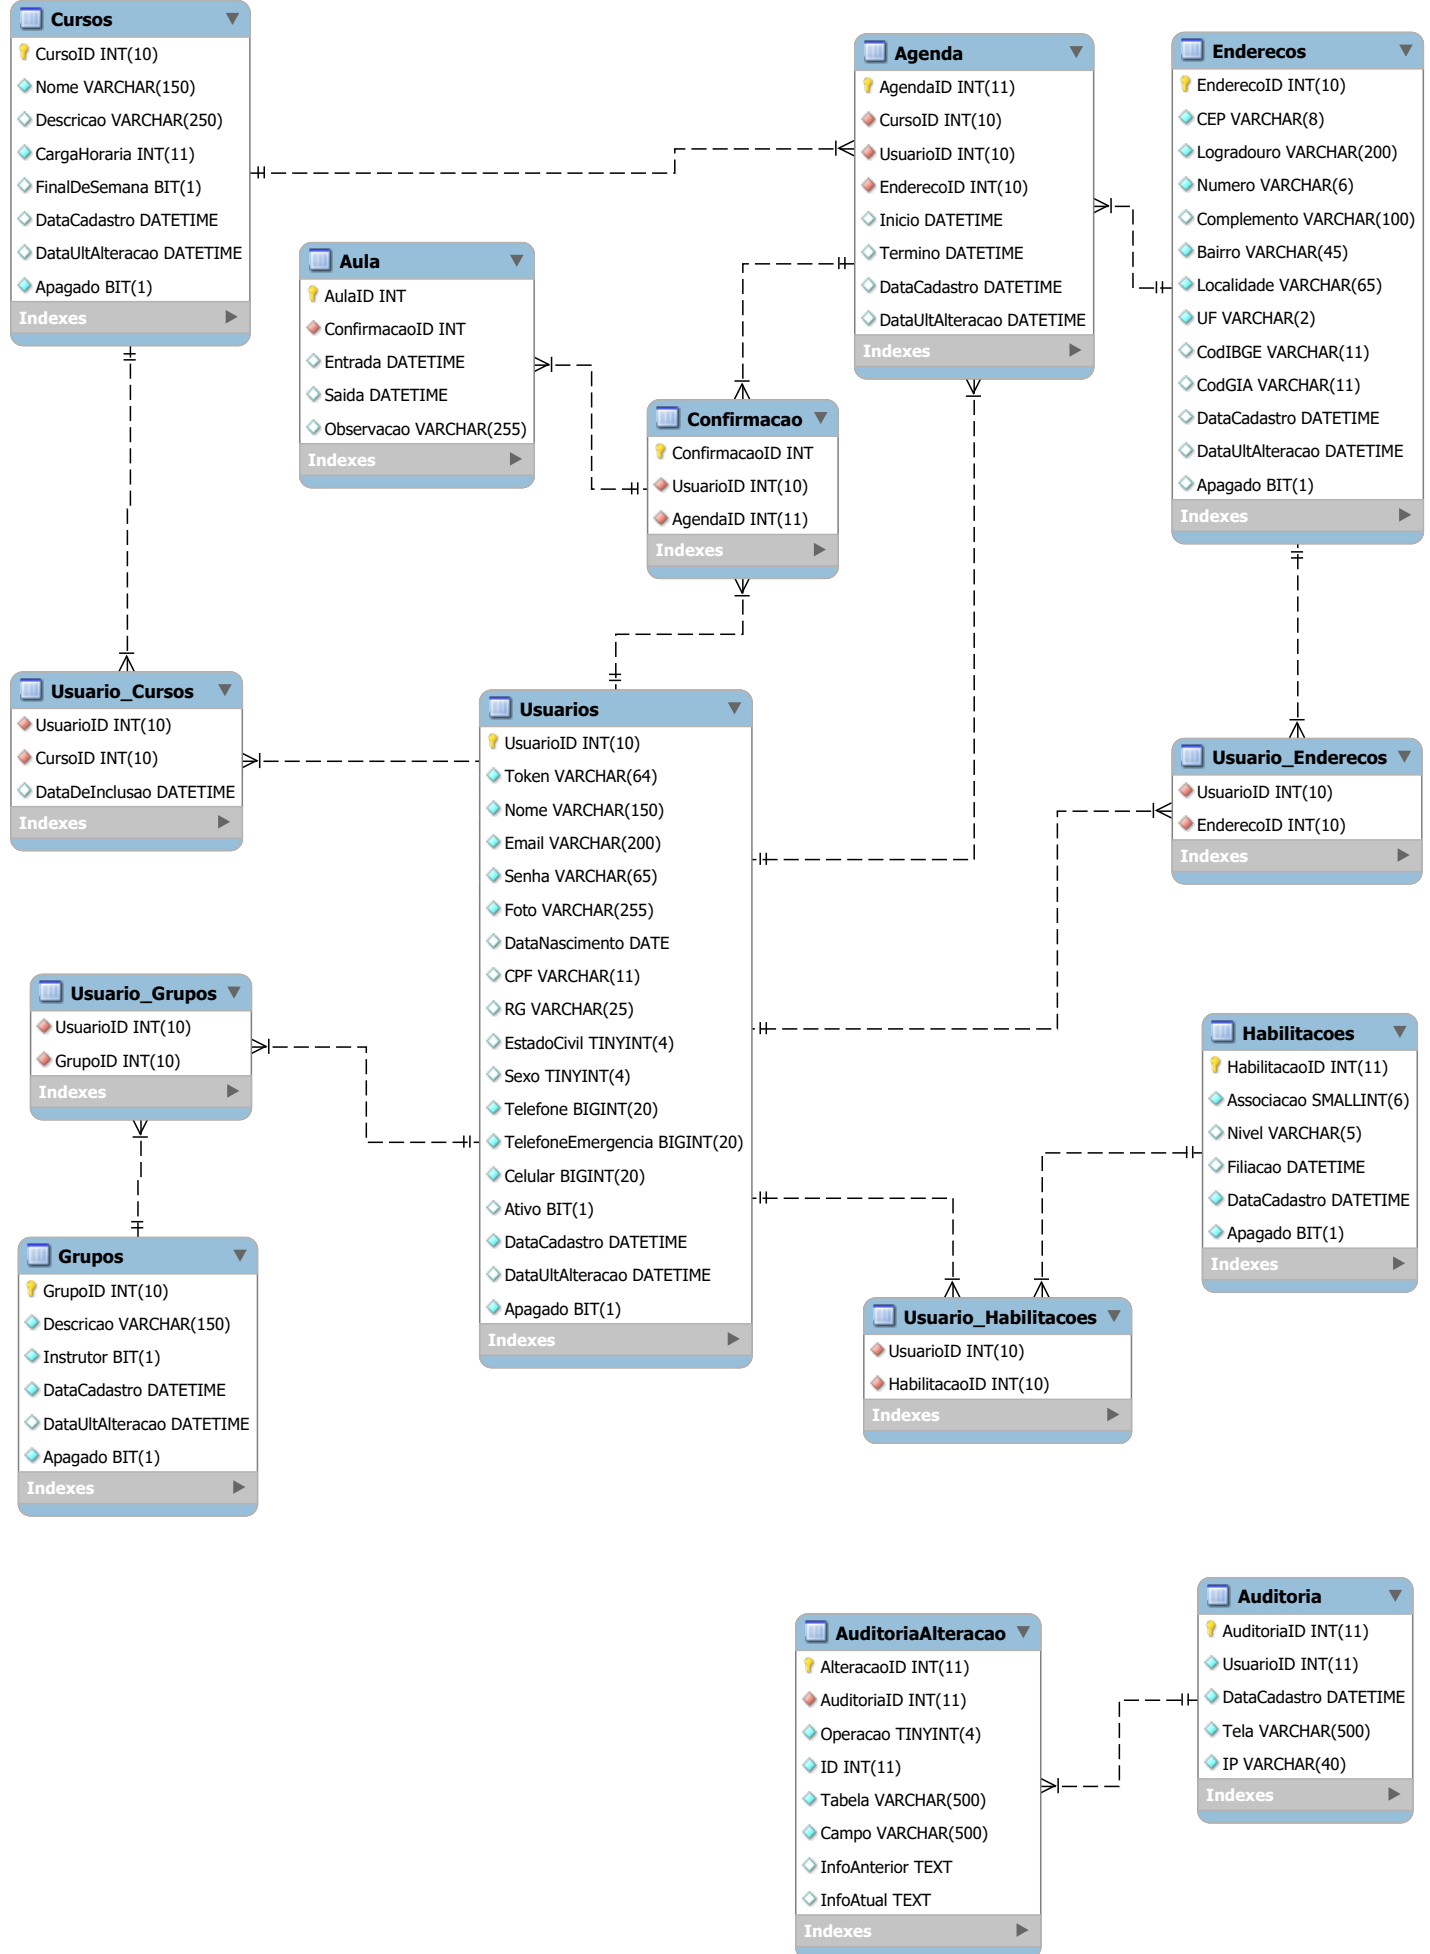 Cursos
CursoID INT(10)
Nome VARCHAR(150)
Descricao VARCHAR(250)
CargaHoraria INT(11)
FinalDeSemana BIT(1)
DataCadastro DATETIME
DataUltAlteracao DATETIME
Apagado BIT(1)
Indexes
Agenda
AgendaID INT(11)
CursoID INT(10)
UsuarioID INT(10)
EnderecoID INT(10)
Inicio DATETIME
Termino DATETIME
DataCadastro DATETIME
DataUltAlteracao DATETIME
Indexes
Enderecos
EnderecoID INT(10)
CEP VARCHAR(8)
Logradouro VARCHAR(200)
Numero VARCHAR(6)
Complemento VARCHAR(100)
Bairro VARCHAR(45)
Localidade VARCHAR(65)
UF VARCHAR(2)
CodIBGE VARCHAR(11)
CodGIA VARCHAR(11)
DataCadastro DATETIME
DataUltAlteracao DATETIME
Apagado BIT(1)
Indexes
Aula
AulaID INT
ConfirmacaoID INT
Entrada DATETIME
Saida DATETIME
Observacao VARCHAR(255)
Indexes
Confirmacao
ConfirmacaoID INT
UsuarioID INT(10)
AgendaID INT(11)
Indexes
Usuario_Cursos
UsuarioID INT(10)
CursoID INT(10)
DataDeInclusao DATETIME
Indexes
Usuarios
UsuarioID INT(10)
Token VARCHAR(64)
Nome VARCHAR(150)
Email VARCHAR(200)
Senha VARCHAR(65)
Foto VARCHAR(255)
DataNascimento DATE
CPF VARCHAR(11)
RG VARCHAR(25)
EstadoCivil TINYINT(4)
Sexo TINYINT(4)
Telefone BIGINT(20)
TelefoneEmergencia BIGINT(20)
Celular BIGINT(20)
Ativo BIT(1)
DataCadastro DATETIME
DataUltAlteracao DATETIME
Apagado BIT(1)
Indexes
Usuario_Enderecos
UsuarioID INT(10)
EnderecoID INT(10)
Indexes
Usuario_Grupos
UsuarioID INT(10)
GrupoID INT(10)
Indexes
Habilitacoes
HabilitacaoID INT(11)
Associacao SMALLINT(6)
Nivel VARCHAR(5)
Filiacao DATETIME
DataCadastro DATETIME
Apagado BIT(1)
Indexes
Grupos
GrupoID INT(10)
Descricao VARCHAR(150)
Instrutor BIT(1)
DataCadastro DATETIME
DataUltAlteracao DATETIME
Apagado BIT(1)
Indexes
Usuario_Habilitacoes
UsuarioID INT(10)
HabilitacaoID INT(10)
Indexes
AuditoriaAlteracao
AlteracaoID INT(11)
AuditoriaID INT(11)
Operacao TINYINT(4)
ID INT(11)
Tabela VARCHAR(500)
Campo VARCHAR(500)
InfoAnterior TEXT
InfoAtual TEXT
Indexes
Auditoria
AuditoriaID INT(11)
UsuarioID INT(11)
DataCadastro DATETIME
Tela VARCHAR(500)
IP VARCHAR(40)
Indexes